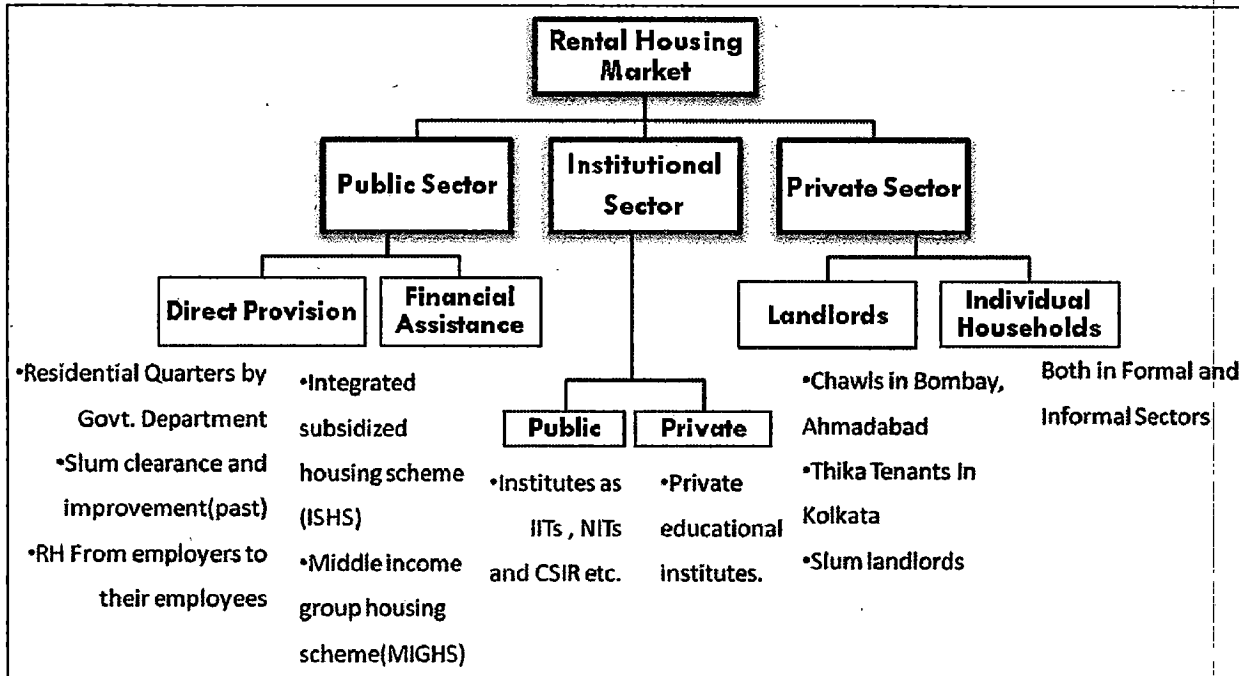 Rental Housing
Market
Public Sector
Institutional
Sector
Private Sector
Direct Provision
Financial
Assistance
Landlords
Individual
Households
•Residential Quarters by
Govt. Department
•Slum clearance and
improvement(past)
•RH From employers to
their employees
•Integrated
subsidized
housing scheme
(ISHS)
•Middle income
group housing
scheme(MIGHS)
Public
Private
•Institutes as
IITs , NITs
and CSIR etc.
•Private
educational
institutes.
•Chawls in Bombay,
Ahmadabad
•Thika Tenants In
Kolkata
•Slum landlords
Both in Formal and
Informal Sectors